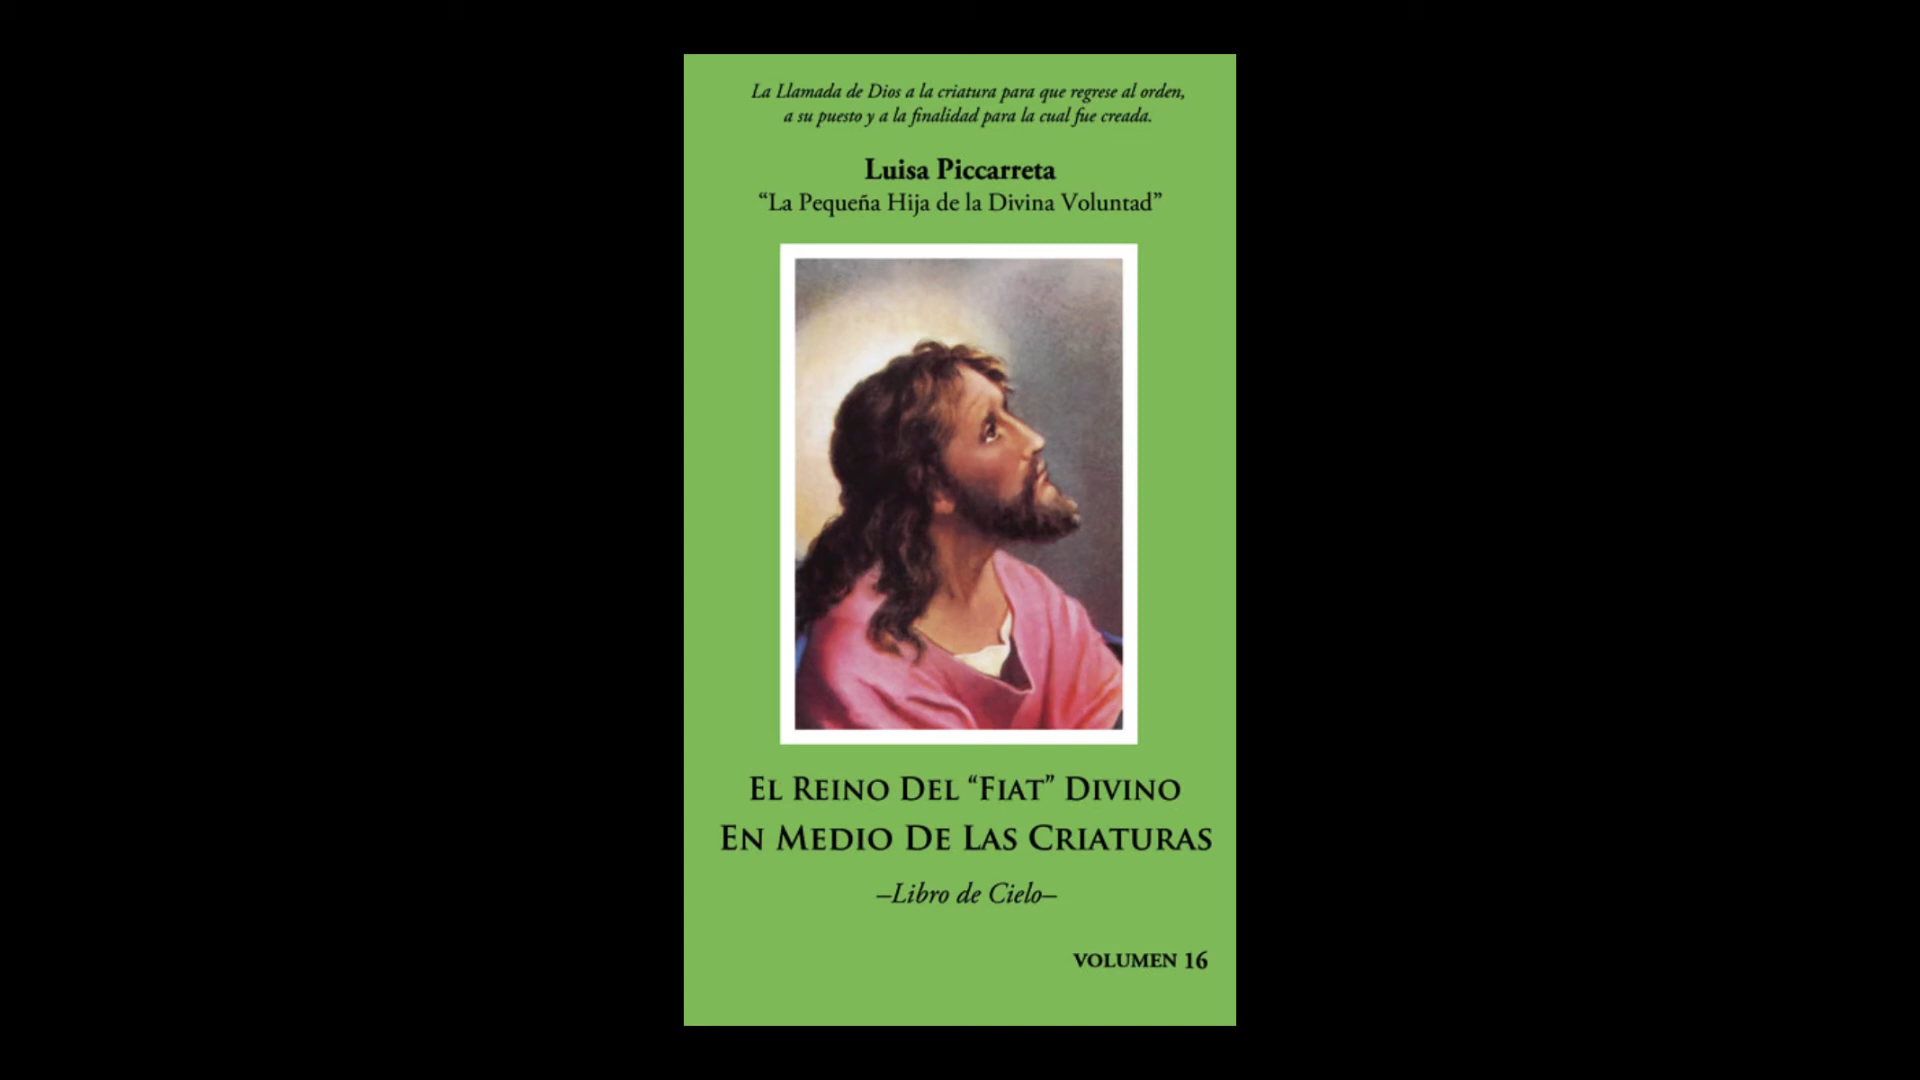 La Llamada de Dios a la criatura para que regrese al orden,
a su puesto y a la finalidad para la cual fue creada.
Luisa Piccarreta
“La Pequeña Hija de la Divina Voluntad”
El Reino Del “Fiat” Divino
En Medio De Las Criaturas
–Libro de Cielo–
VOLUMEN 16